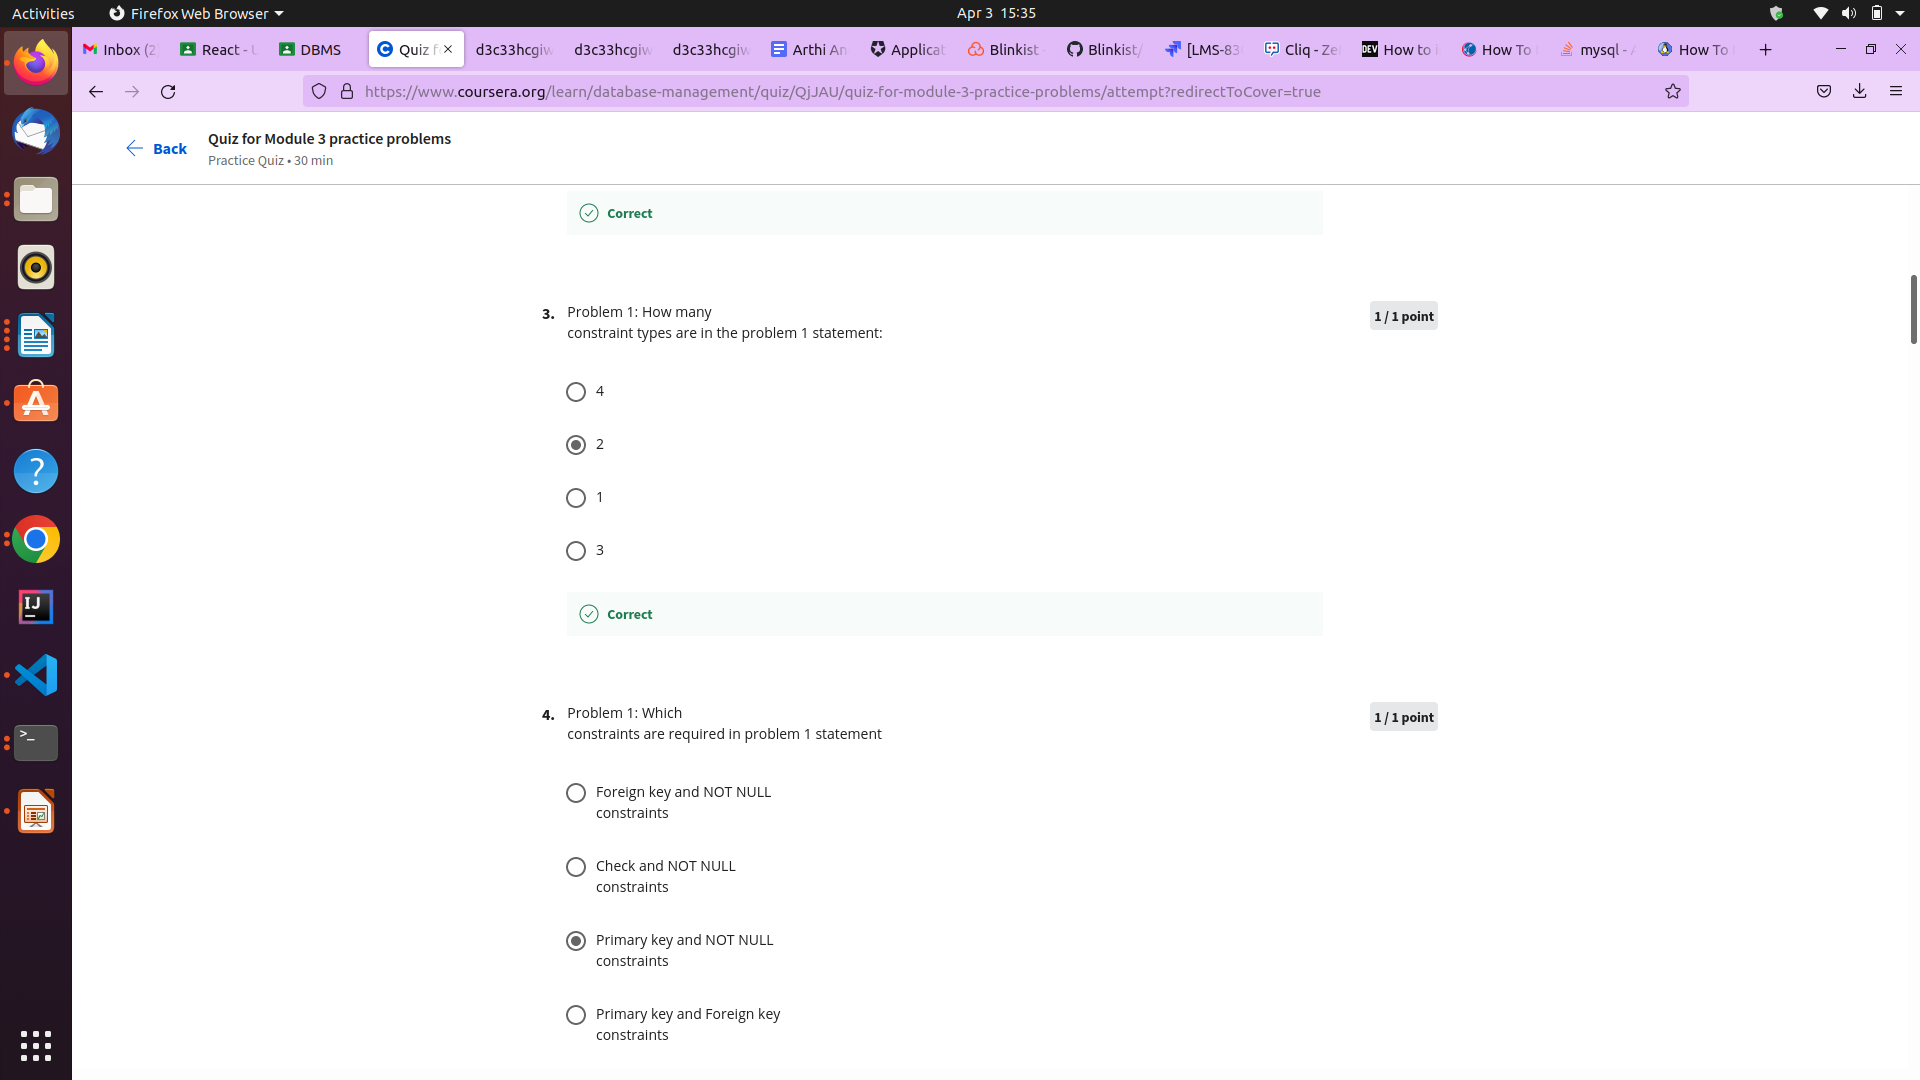 Activities
Firefox Web Browser
Apr 3 15:35
Inbox (2
React -
DBMS
Quiz f
d3c33hcgiw
d3c33hcgiw
d3c33hcgiw
Arthi An
Applicat
Blinkist
Blinkist/
[LMS-83
Cliq - Ze
DEV
How to
How To
mysql -
How To
https://www.coursera.org/learn/database-management/quiz/QjJAU/quiz-for-module-3-practice-problems/attempt?redirectToCover=true
Back
Quiz for Module 3 practice problems
Practice Quiz • 30 min
Correct
3.
Problem 1: How many
constraint types are in the problem 1 statement:
1 / 1 point
4
2
1
3
Correct
4.
Problem 1: Which
constraints are required in problem 1 statement
1 / 1 point
Foreign key and NOT NULL
constraints
Check and NOT NULL
constraints
Primary key and NOT NULL
constraints
Primary key and Foreign key
constraints
IJ
>_